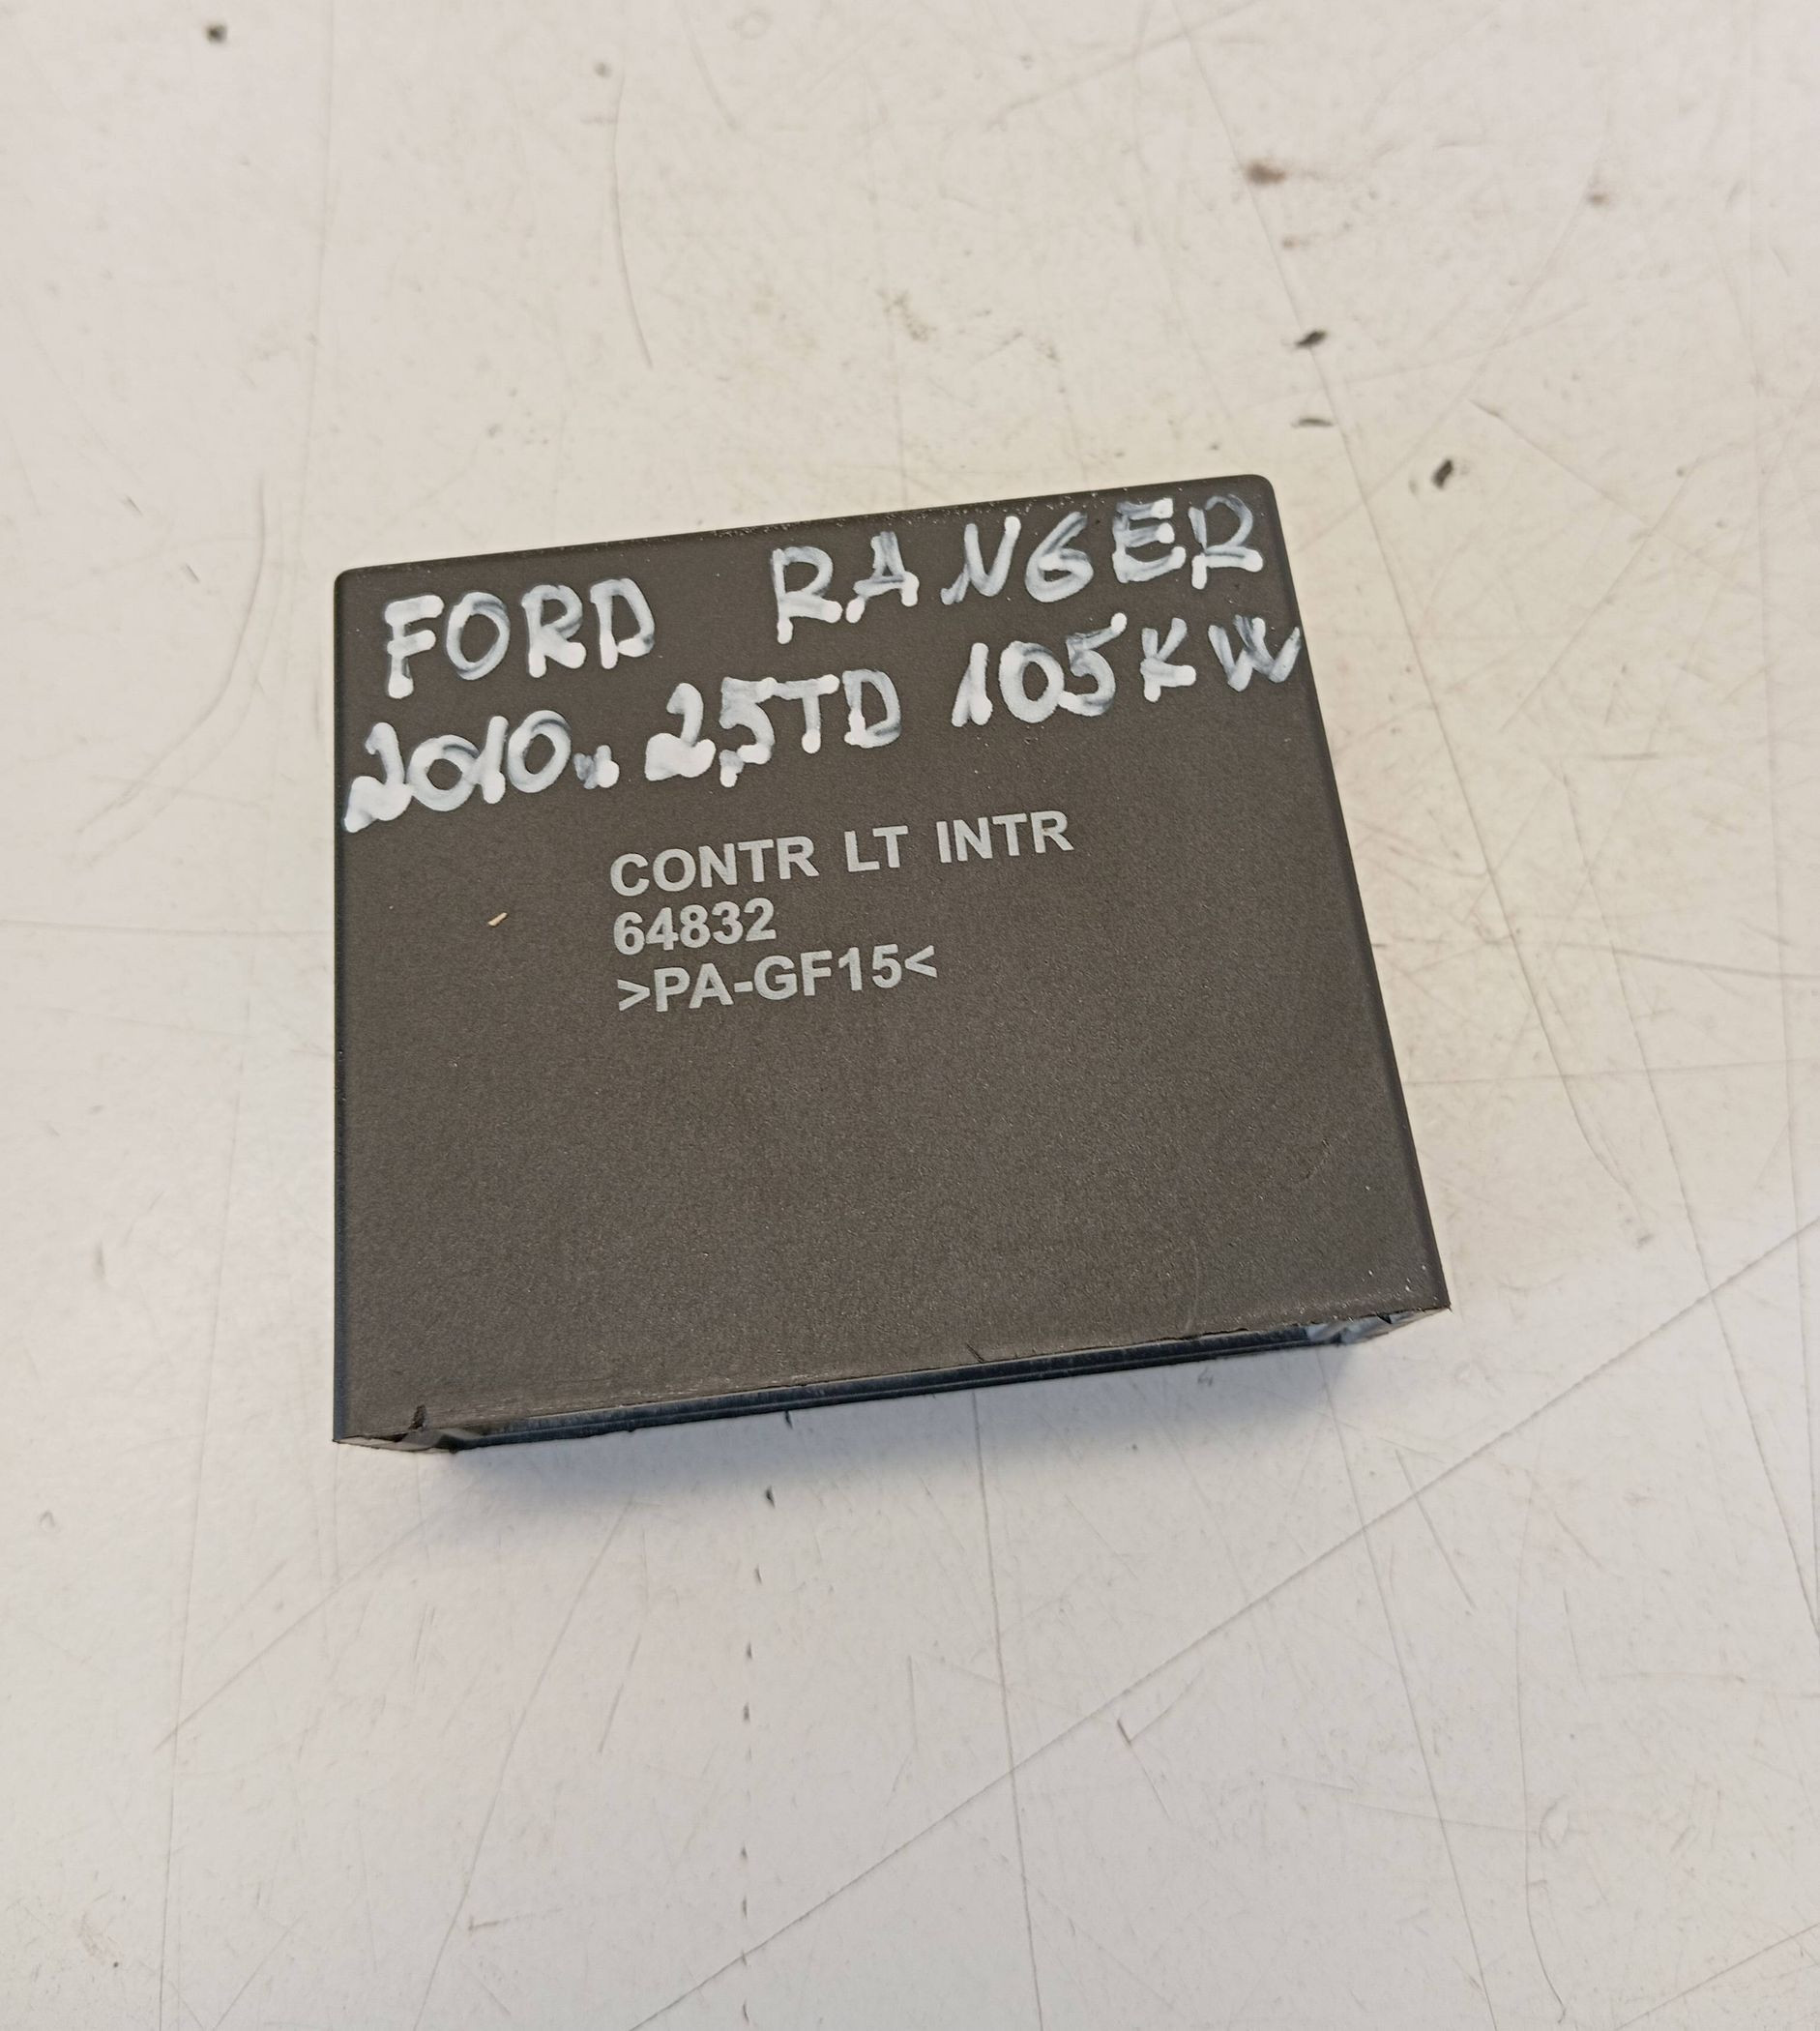 FORD RANGER
2010. 2,5TD 105KW
CONTR LT INTR
64832
>PA-GF15<